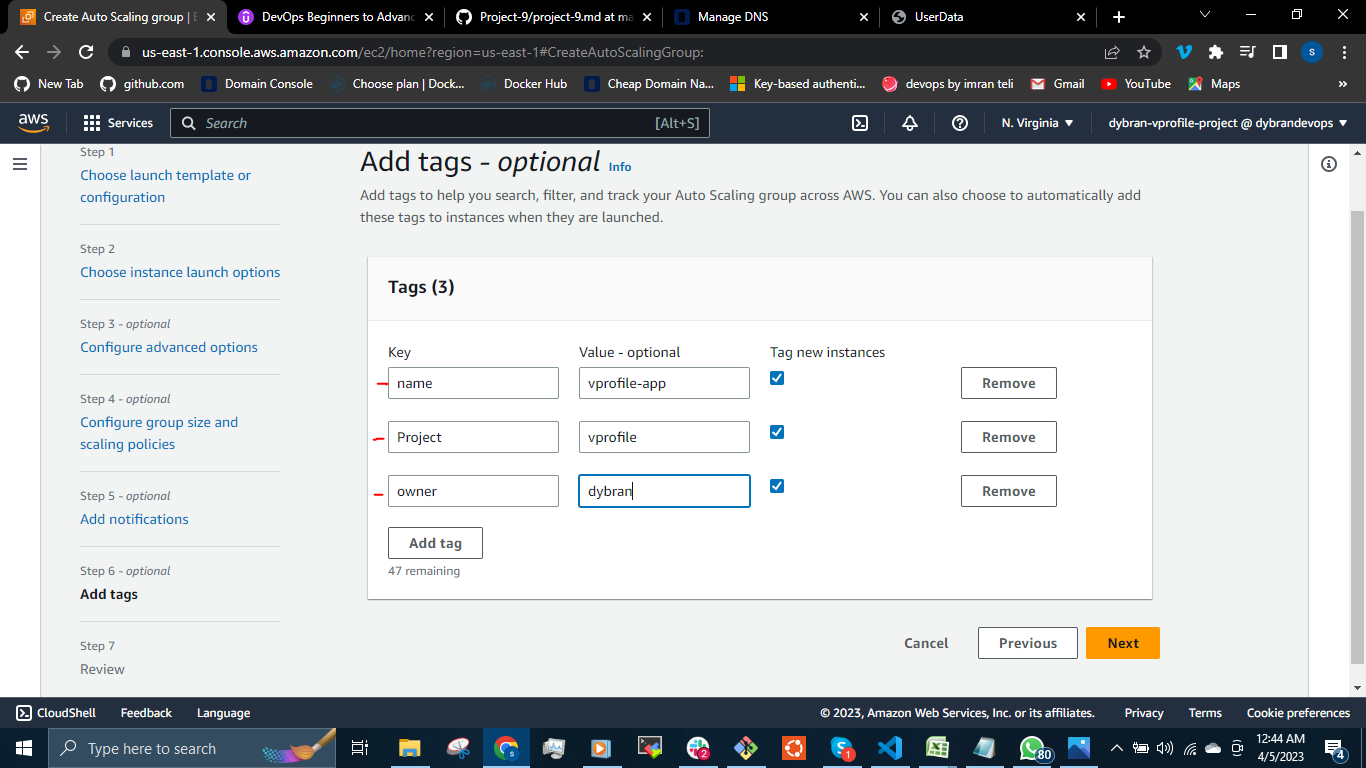 Create Auto Scaling group | E
DevOps Beginners to Advanc
Project-9/project-9.md at ma
Manage DNS
UserData
us-east-1.console.aws.amazon.com/ec2/home?region=us-east-1#CreateAutoScalingGroup:
S
New Tab
github.com
Domain Console
Choose plan | Dock...
Docker Hub
Cheap Domain Na...
Key-based authenti...
devops by imran teli
Gmail
YouTube
Maps
»
aws
Services
Search
[Alt+S]
N. Virginia
dybran-vprofile-project @ dybrandevops
Step 1
Choose launch template or
configuration
Step 2
Choose instance launch options
Step 3 - optional
Configure advanced options
Step 4 - optional
Configure group size and
scaling policies
Step 5 - optional
Add notifications
Step 6 - optional
Add tags
Step 7
Review
Add tags - optional Info
Add tags to help you search, filter, and track your Auto Scaling group across AWS. You can also choose to automatically add
these tags to instances when they are launched.
Tags (3)
Key
Value - optional
Tag new instances
name
vprofile-app
Remove
Project
vprofile
Remove
owner
dybran
Remove
Add tag
47 remaining
Cancel
Previous
Next
CloudShell
Feedback
Language
© 2023, Amazon Web Services, Inc. or its affiliates.
Privacy
Terms
Cookie preferences
Type here to search
S
2
1
80
12:44 AM
4/5/2023
4